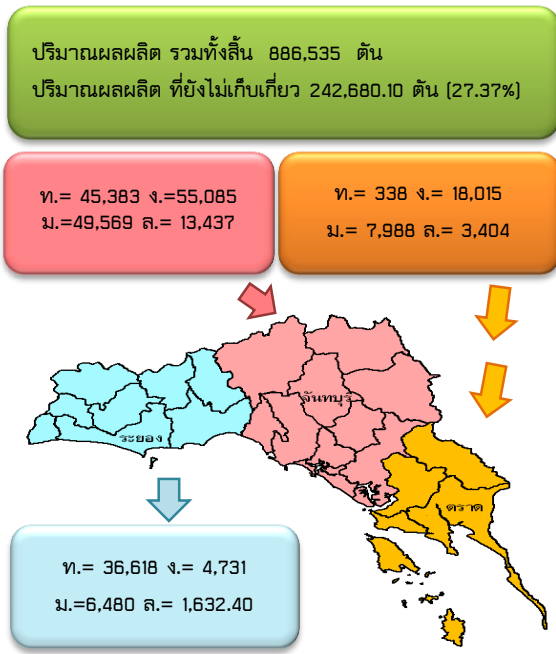 ปริมาณผลผลิต รวมทั้งสิ้น 886,535 ตัน
ปริมาณผลผลิต ที่ยังไม่เก็บเกี่ยว 242,680.10 ตัน (27.37%)
ท.= 45,383 ง.=55,085
ม.=49,569 ล.= 13,437
ท.= 338 ง.= 18,015
ม.= 7,988 ล.= 3,404
จันทบุรี
ระยอง
ตราด
ท.= 36,618 ง.= 4,731
ม.=6,480 ล.= 1,632.40